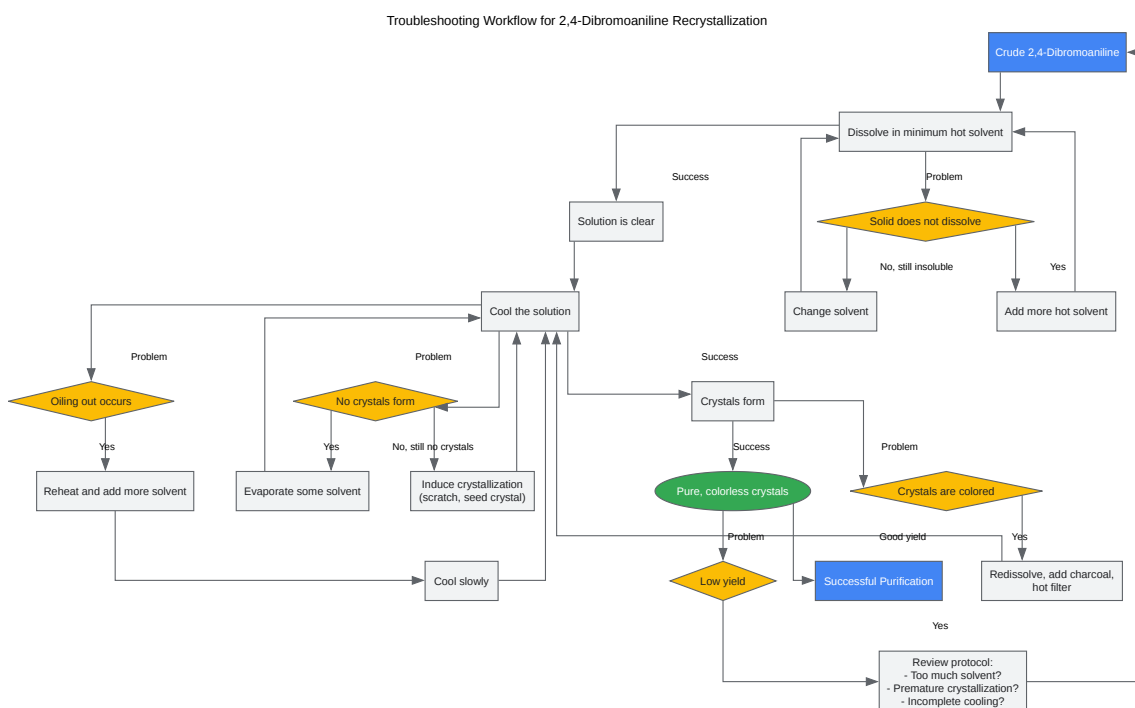 Troubleshooting Workflow for 2,4-Dibromoaniline Recrystallization
Crude 2,4-Dibromoaniline
Dissolve in minimum hot solvent
Success
Problem
Solution is clear
Solid does not dissolve
No, still insoluble
Yes
Cool the solution
Change solvent
Add more hot solvent
Problem
Problem
Success
Oiling out occurs
No crystals form
Crystals form
Yes
Yes
No, still no crystals
Success
Problem
Reheat and add more solvent
Evaporate some solvent
Induce crystallization
(scratch, seed crystal)
Pure, colorless crystals
Crystals are colored
Problem
Good yield
Yes
Cool slowly
Low yield
Successful Purification
Redissolve, add charcoal,
hot filter
Yes
Review protocol:
- Too much solvent?
- Premature crystallization?
- Incomplete cooling?